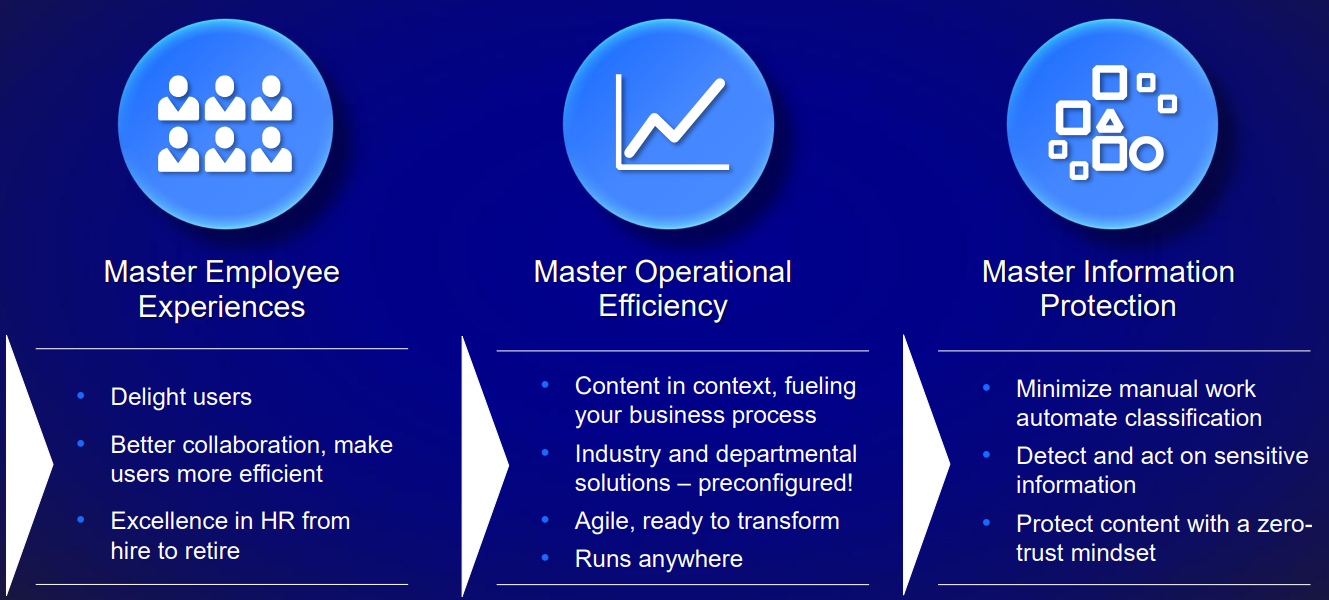 Master Employee
Experiences
• Delight users
• Better collaboration, make
users more efficient
• Excellence in HR from
hire to retire
Master Operational
Efficiency
• Content in context, fueling
your business process
• Industry and departmental
solutions – preconfigured!
• Agile, ready to transform
• Runs anywhere
Master Information
Protection
• Minimize manual work
automate classification
• Detect and act on sensitive
information
• Protect content with a zero-
trust mindset